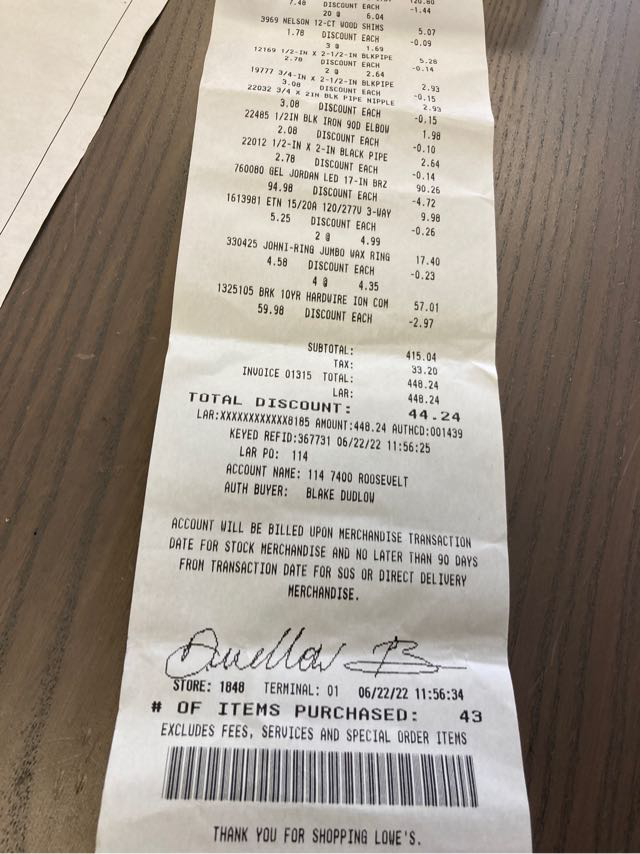 7.48 DISCOUNT EACH -1.44
20 @ 6.04
3969 NELSON 12-CT WOOD SHIMS 5.07
1.78 DISCOUNT EACH -0.09
3 @ 1.69
12169 1/2-IN X 2-1/2-IN BLKPIPE 5.28
2.78 DISCOUNT EACH -0.14
2 @ 2.64
19777 3/4-IN X 2-1/2-IN BLKPIPE 2.93
3.08 DISCOUNT EACH -0.15
22032 3/4 X 2IN BLK PIPE NIPPLE 2.93
3.08 DISCOUNT EACH -0.15
22485 1/2IN BLK IRON 90D ELBOW 1.98
2.08 DISCOUNT EACH -0.10
22012 1/2-IN X 2-IN BLACK PIPE 2.64
2.78 DISCOUNT EACH -0.14
760080 GEL JORDAN LED 17-IN BRZ 90.26
94.98 DISCOUNT EACH -4.72
1613981 ETN 15/20A 120/277V 3-WAY 9.98
5.25 DISCOUNT EACH -0.26
2 @ 4.99
330425 JOHNI-RING JUMBO WAX RING 17.40
4.58 DISCOUNT EACH -0.23
4 @ 4.35
1325105 BRK 10YR HARDWIRE ION COM 57.01
59.98 DISCOUNT EACH -2.97
SUBTOTAL: 415.04
TAX: 33.20
INVOICE 01315 TOTAL: 448.24
LAR: 448.24
TOTAL DISCOUNT: 44.24
LAR:XXXXXXXXXXXX8185 AMOUNT:448.24 AUTHCD:001439
KEYED REFID:367731 06/22/22 11:56:25
LAR PO: 114
ACCOUNT NAME: 114 7400 ROOSEVELT
AUTH BUYER: BLAKE DUDLOW
ACCOUNT WILL BE BILLED UPON MERCHANDISE TRANSACTION
DATE FOR STOCK MERCHANDISE AND NO LATER THAN 90 DAYS
FROM TRANSACTION DATE FOR SOS OR DIRECT DELIVERY
MERCHANDISE.
STORE: 1848 TERMINAL: 01 06/22/22 11:56:34
# OF ITEMS PURCHASED: 43
EXCLUDES FEES, SERVICES AND SPECIAL ORDER ITEMS
THANK YOU FOR SHOPPING LOWE'S.